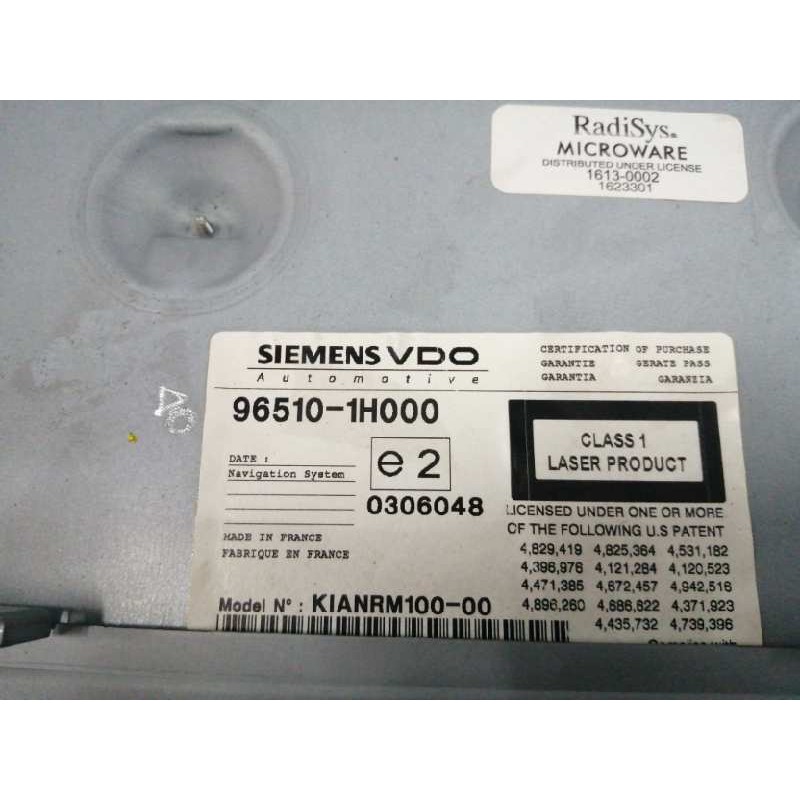 RadiSys®
MICROWARE
DISTRIBUTED UNDER LICENSE
1613-0002
1623301
SIEMENS VDO
Automotive
CERTIFICATION OF PURCHASE
GARANTIE GERATE PASS
GARANTIA GARANZIA
96510-1H000
CLASS 1
LASER PRODUCT
DATE :
Navigation System
e2
0306048
LICENSED UNDER ONE OR MORE
OF THE FOLLOWING U.S PATENT
MADE IN FRANCE
FABRIQUE EN FRANCE
4,829,419 4,825,364 4,531,182
4,396,976 4,121,284 4,120,523
4,471,385 4,672,457 4,942,516
4,896,260 4,686,622 4,371,923
4,435,732 4,739,396
Model N° : KIANRM100-00
Complies with